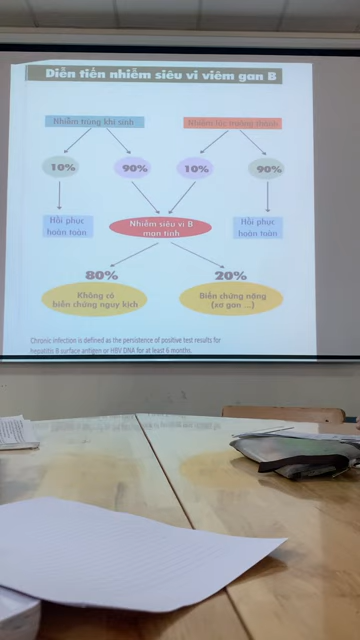 Diễn tiến nhiễm siêu vi viêm gan B
Nhiễm trùng khi sinh
Nhiễm lúc trưởng thành
10%
90%
10%
90%
Hồi phục
hoàn toàn
Nhiễm siêu vi B
mạn tính
Hồi phục
hoàn toàn
80%
20%
Không có
biến chứng nguy kịch
Biến chứng nặng
(xơ gan ...)
Chronic infection is defined as the persistence of positive test results for
hepatitis B surface antigen or HBV DNA for at least 6 months.